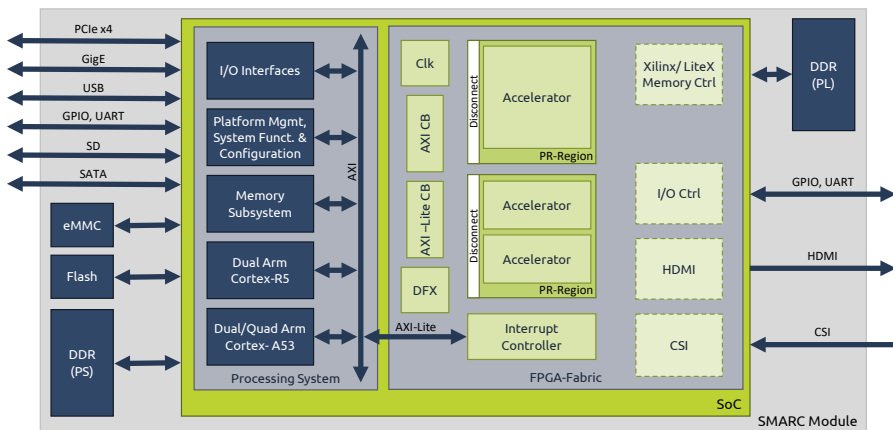 PCIe x4
GigE
USB
GPIO, UART
SD
SATA
eMMC
Flash
DDR
(PS)
I/O Interfaces
Platform Mgmt,
System Funct. &
Configuration
Memory
Subsystem
Dual Arm
Cortex-R5
Dual/Quad Arm
Cortex- A53
AXI
Processing System
AXI-Lite
Clk
AXI CB
AXI –Lite CB
DFX
Disconnect
Accelerator
PR-Region
Disconnect
Accelerator
Accelerator
PR-Region
Interrupt
Controller
FPGA-Fabric
Xilinx/ LiteX
Memory Ctrl
I/O Ctrl
HDMI
CSI
SoC
DDR
(PL)
GPIO, UART
HDMI
CSI
SMARC Module